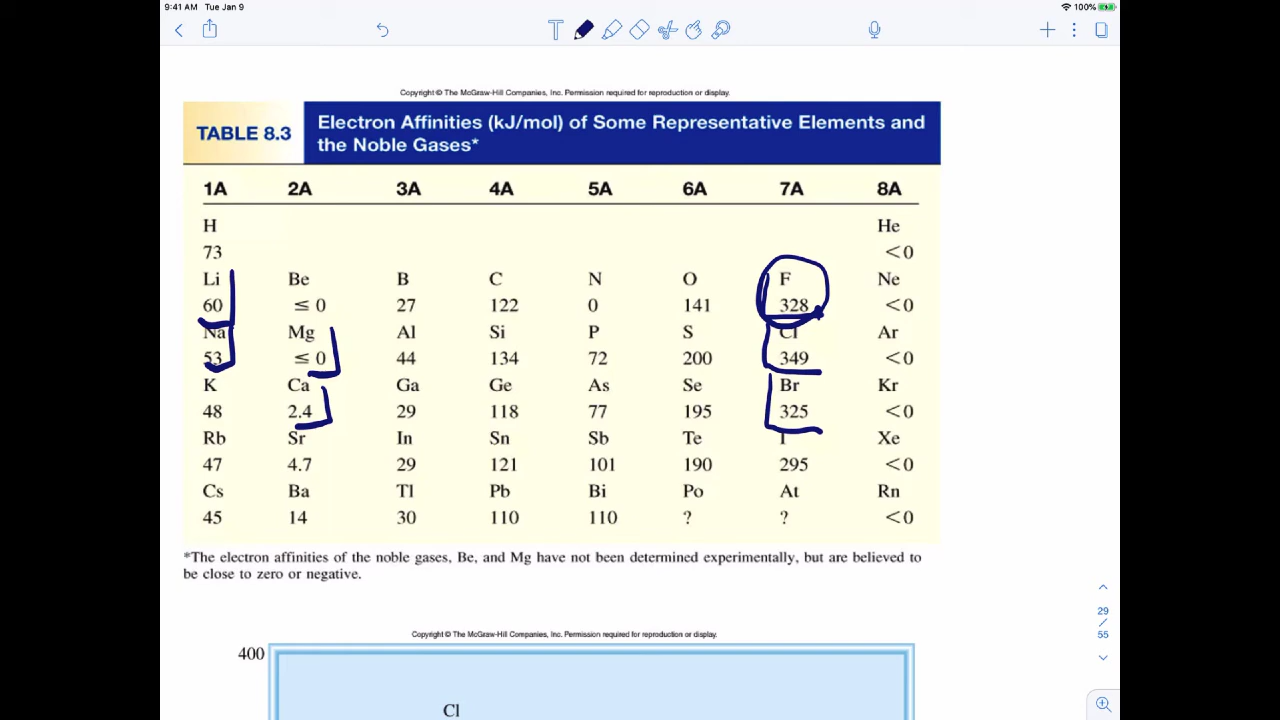 9:41 AM Tue Jan 9
100%
T
Copyright © The McGraw-Hill Companies, Inc. Permission required for reproduction or display.
TABLE 8.3
Electron Affinities (kJ/mol) of Some Representative Elements and
the Noble Gases*
1A 2A 3A 4A 5A 6A 7A 8A
H He
73 <0
Li Be B C N O F Ne
60 ≤ 0 27 122 0 141 328 <0
Na Mg Al Si P S Cl Ar
53 ≤ 0 44 134 72 200 349 <0
K Ca Ga Ge As Se Br Kr
48 2.4 29 118 77 195 325 <0
Rb Sr In Sn Sb Te I Xe
47 4.7 29 121 101 190 295 <0
Cs Ba Tl Pb Bi Po At Rn
45 14 30 110 110 ? ? <0
*The electron affinities of the noble gases, Be, and Mg have not been determined experimentally, but are believed to
be close to zero or negative.
29
/
55
Copyright © The McGraw-Hill Companies, Inc. Permission required for reproduction or display.
400
Cl